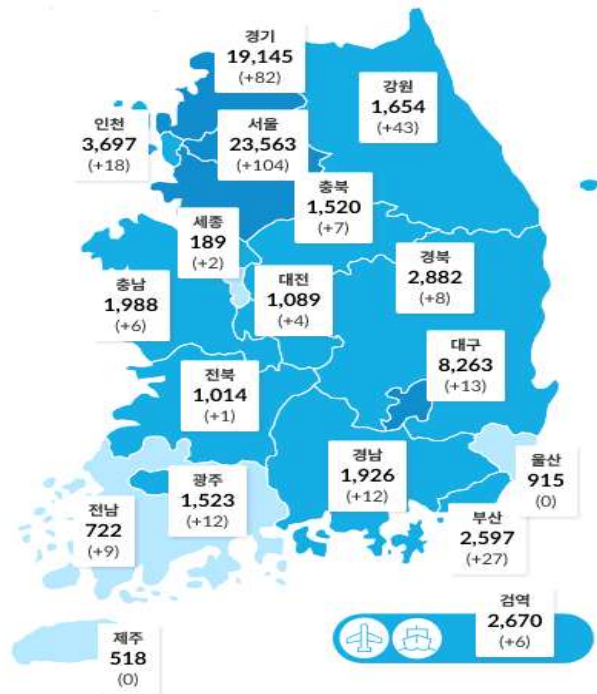 경기
19,145
(+82)
강원
1,654
(+43)
인천
3,697
(+18)
서울
23,563
(+104)
충북
1,520
(+7)
세종
189
(+2)
경북
2,882
(+8)
충남
1,988
(+6)
대전
1,089
(+4)
대구
8,263
(+13)
전북
1,014
(+1)
경남
1,926
(+12)
울산
915
(0)
광주
1,523
(+12)
전남
722
(+9)
부산
2,597
(+27)
검역
2,670
(+6)
제주
518
(0)